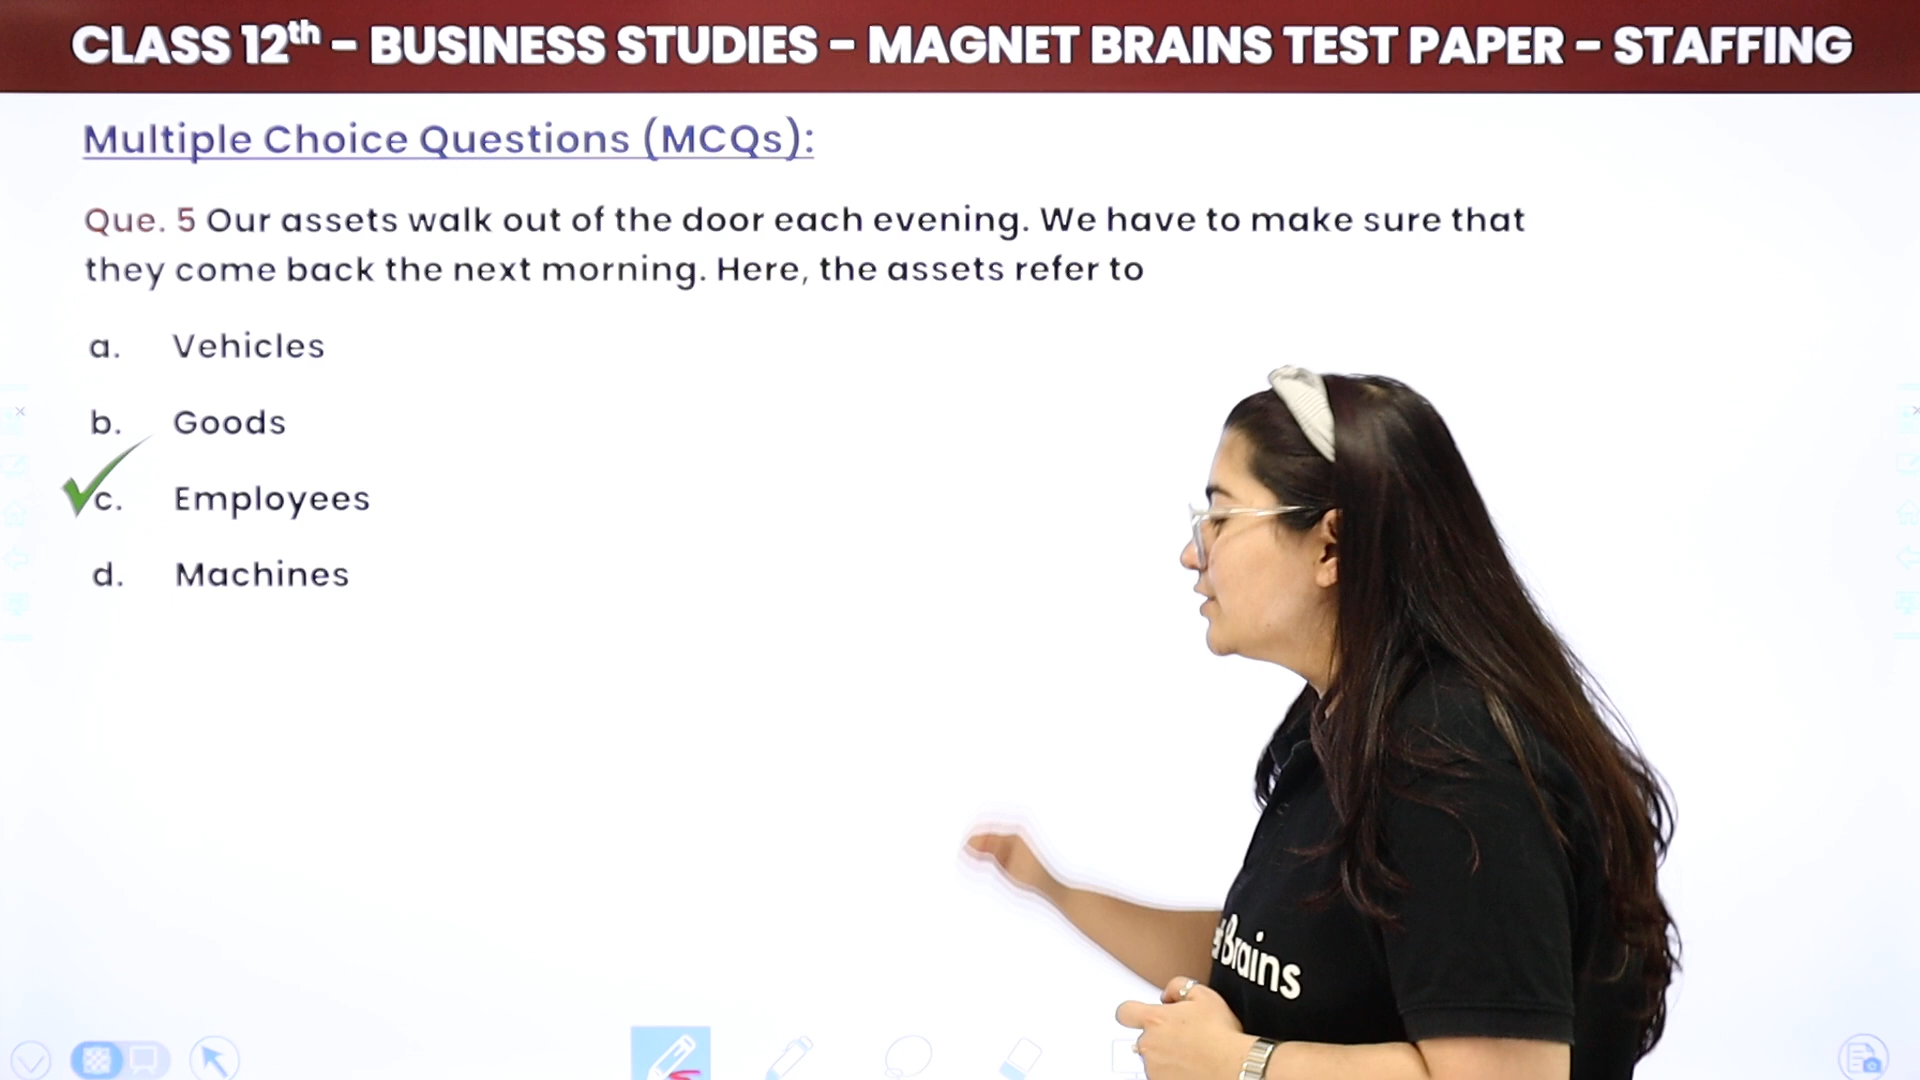 CLASS 12th – BUSINESS STUDIES – MAGNET BRAINS TEST PAPER – STAFFING
Multiple Choice Questions (MCQs):
Que. 5 Our assets walk out of the door each evening. We have to make sure that
they come back the next morning. Here, the assets refer to
a. Vehicles
b. Goods
c. Employees
d. Machines
Brains